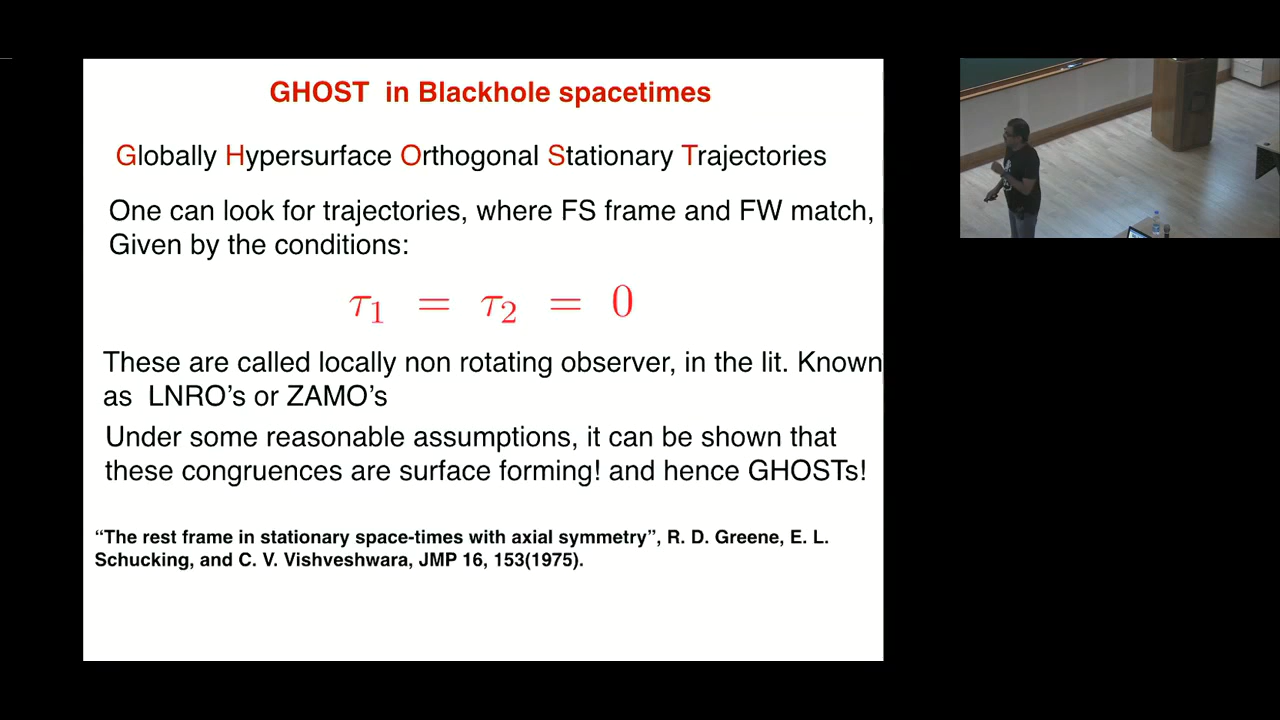 GHOST in Blackhole spacetimes
Globally Hypersurface Orthogonal Stationary Trajectories
One can look for trajectories, where FS frame and FW match,
Given by the conditions:
τ₁ = τ₂ = 0
These are called locally non rotating observer, in the lit. Known
as LNRO’s or ZAMO’s
Under some reasonable assumptions, it can be shown that
these congruences are surface forming! and hence GHOSTs!
“The rest frame in stationary space-times with axial symmetry”, R. D. Greene, E. L.
Schucking, and C. V. Vishveshwara, JMP 16, 153(1975).